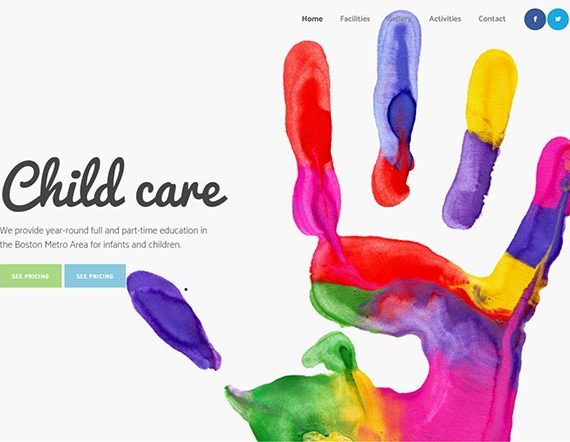 Home Facilities Gallery Activities Contact
Child care
We provide year-round full and part-time education in
the Boston Metro Area for infants and children.
SEE PRICING SEE PRICING